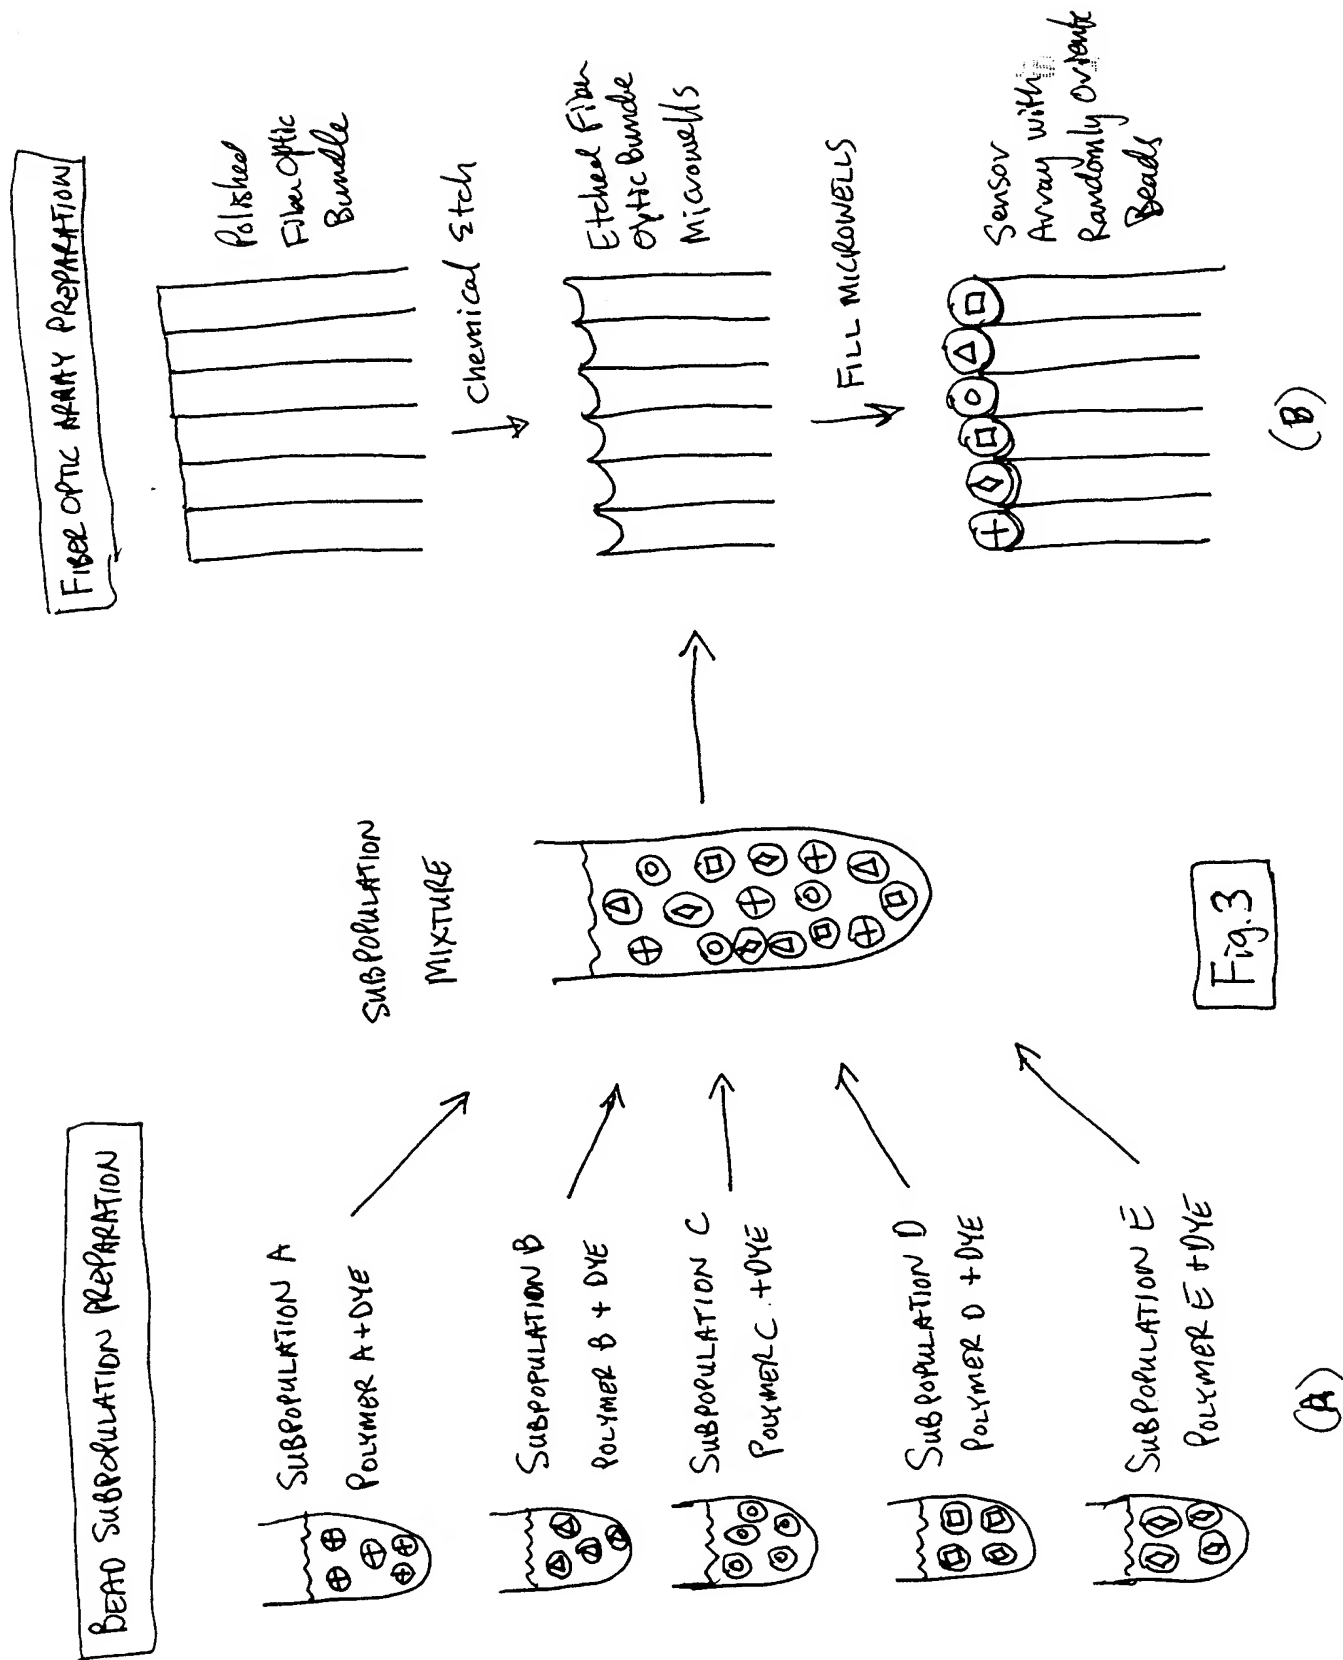 BEAD SUBPOPULATION PREPARATION
SUBPOPULATION A
POLYMER A + DYE
SUBPOPULATION B
POLYMER B + DYE
SUBPOPULATION C
POLYMER C. + DYE
SUBPOPULATION D
POLYMER D + DYE
SUBPOPULATION E
POLYMER E + DYE
(A)
SUBPOPULATION
MIXTURE
Fig. 3
FIBER OPTIC ARRAY PREPARATION
Polished
Fiber Optic
Bundle
Chemical Etch
Etched Fiber
Optic Bundle
Microwells
FILL MICROWELLS
Sensor
Array with
Randomly
Beads
(B)